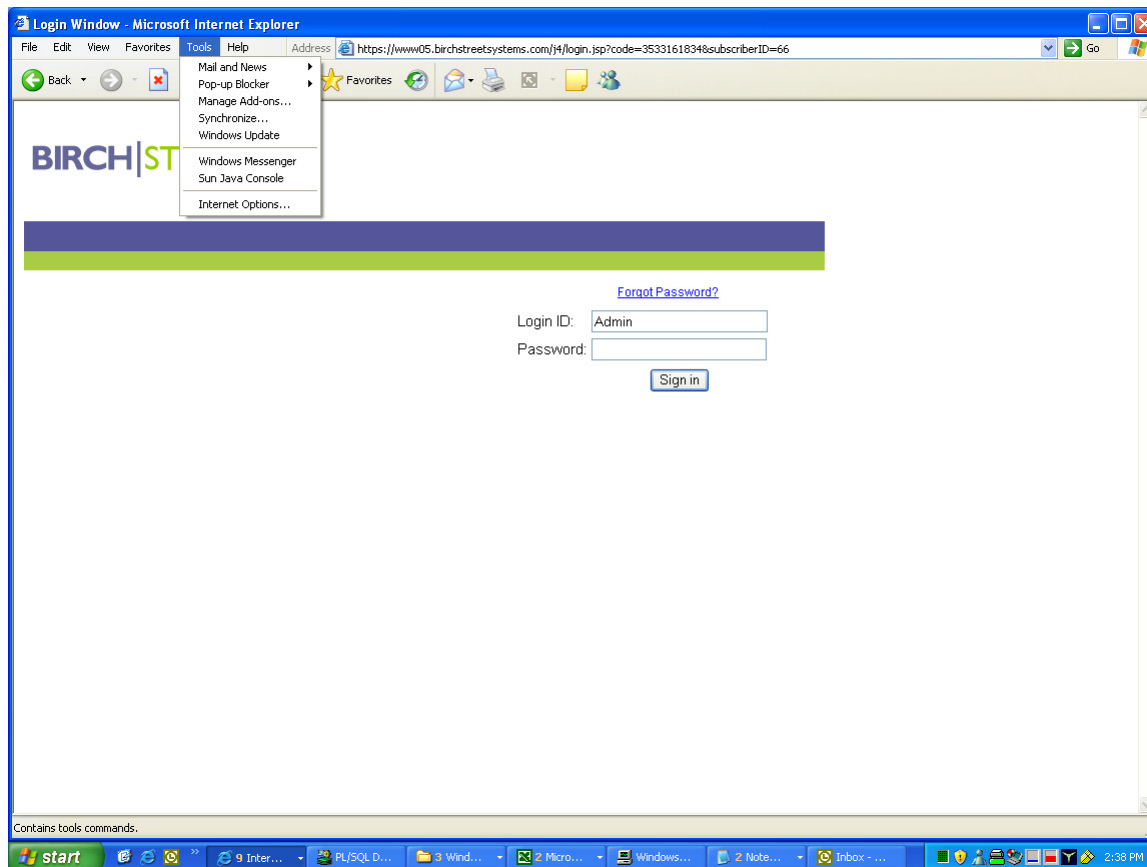 Login Window - Microsoft Internet Explorer
File Edit View Favorites Tools Help Address https://www05.birchstreetsystems.com/j4/login.jsp?code=3533161834&subscriberID=66 Go
Back Favorites
Mail and News
Pop-up Blocker
Manage Add-ons...
Synchronize...
Windows Update
Windows Messenger
Sun Java Console
Internet Options...
BIRCH|ST
Forgot Password?
Login ID: Admin
Password:
Sign in
Contains tools commands.
start 9 Inter... PL/SQL D... 3 Wind... 2 Micro... Windows... 2 Note... Inbox - ... 2:38 PM